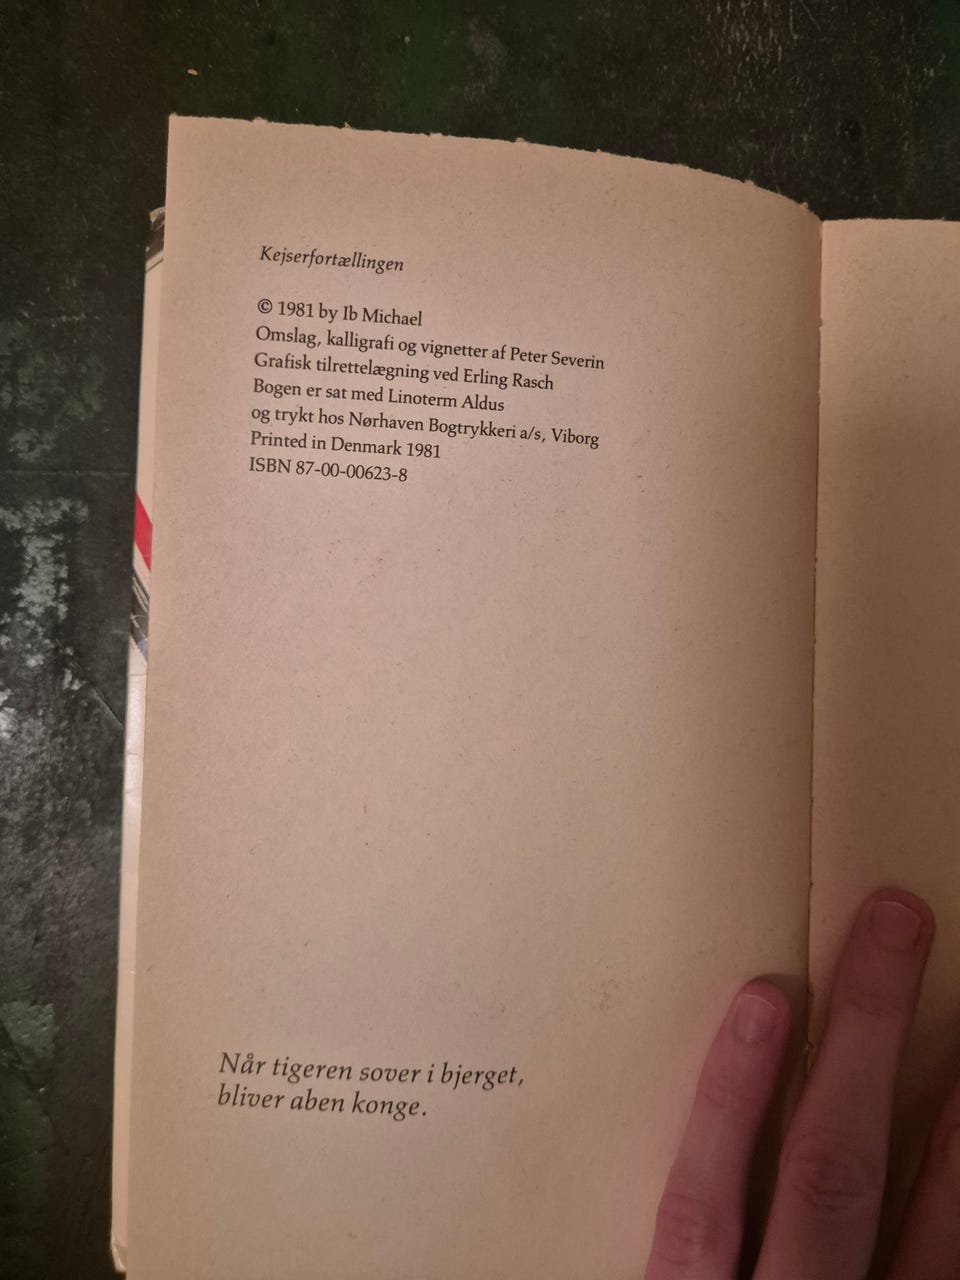 Kejserfortællingen
© 1981 by Ib Michael
Omslag, kalligrafi og vignetter af Peter Severin
Grafisk tilrettelægning ved Erling Rasch
Bogen er sat med Linoterm Aldus
og trykt hos Nørhaven Bogtrykkeri a/s, Viborg
Printed in Denmark 1981
ISBN 87-00-00623-8
Når tigeren sover i bjerget,
bliver aben konge.